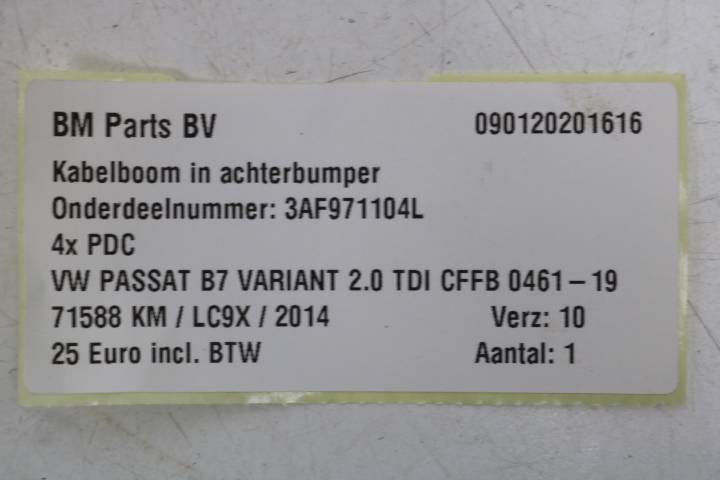 BM Parts BV 090120201616
Kabelboom in achterbumper
Onderdeelnummer: 3AF971104L
4x PDC
VW PASSAT B7 VARIANT 2.0 TDI CFFB 0461-19
71588 KM / LC9X / 2014 Verz: 10
25 Euro incl. BTW Aantal: 1